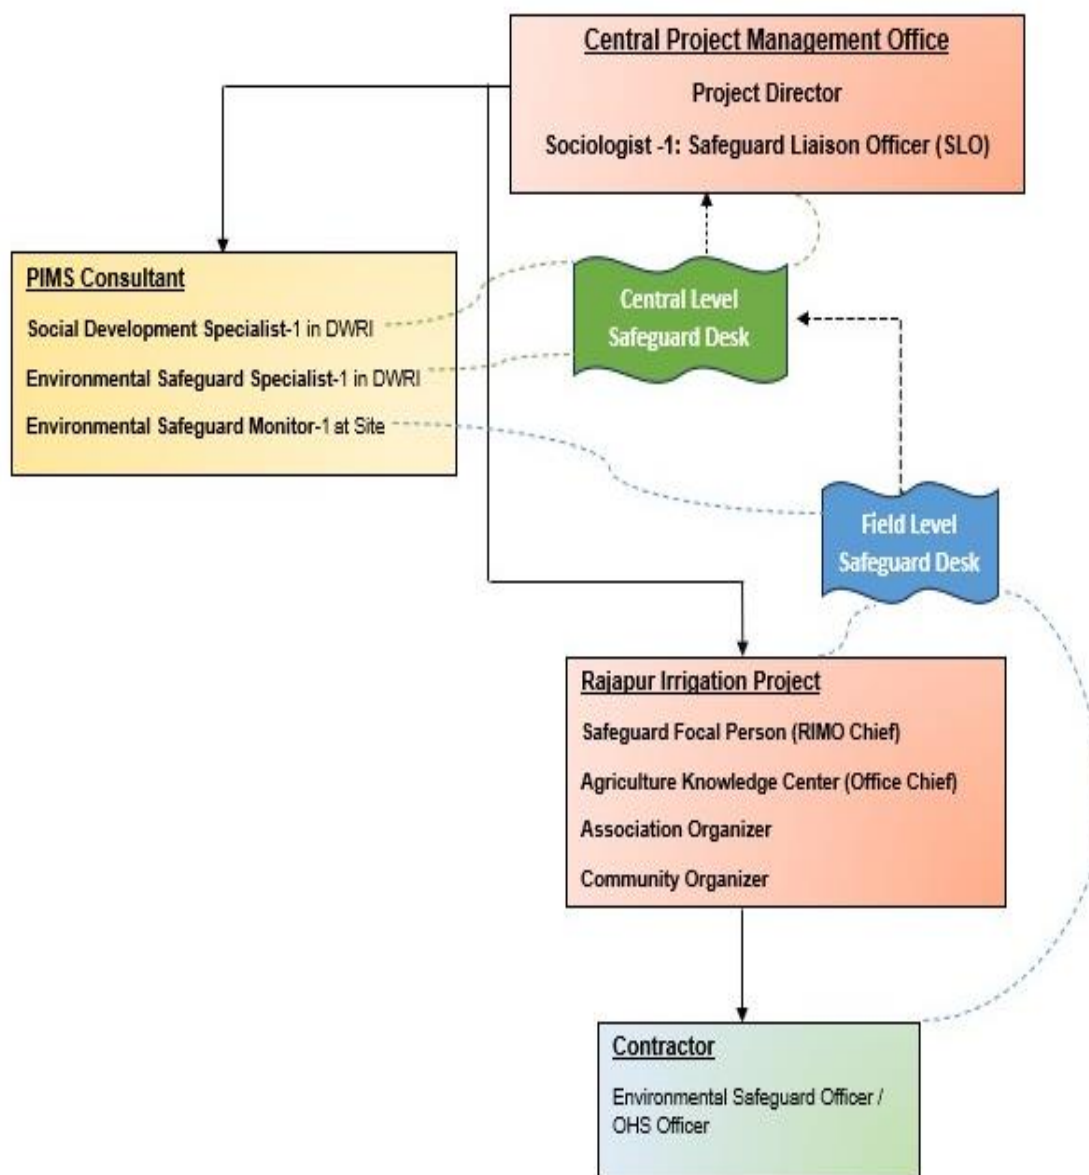 Central Project Management Office
Project Director
Sociologist -1: Safeguard Liaison Officer (SLO)
PIMS Consultant
Social Development Specialist-1 in DWRI
Environmental Safeguard Specialist-1 in DWRI
Environmental Safeguard Monitor-1 at Site
Central Level
Safeguard Desk
Field Level
Safeguard Desk
Rajapur Irrigation Project
Safeguard Focal Person (RIMO Chief)
Agriculture Knowledge Center (Office Chief)
Association Organizer
Community Organizer
Contractor
Environmental Safeguard Officer /
OHS Officer